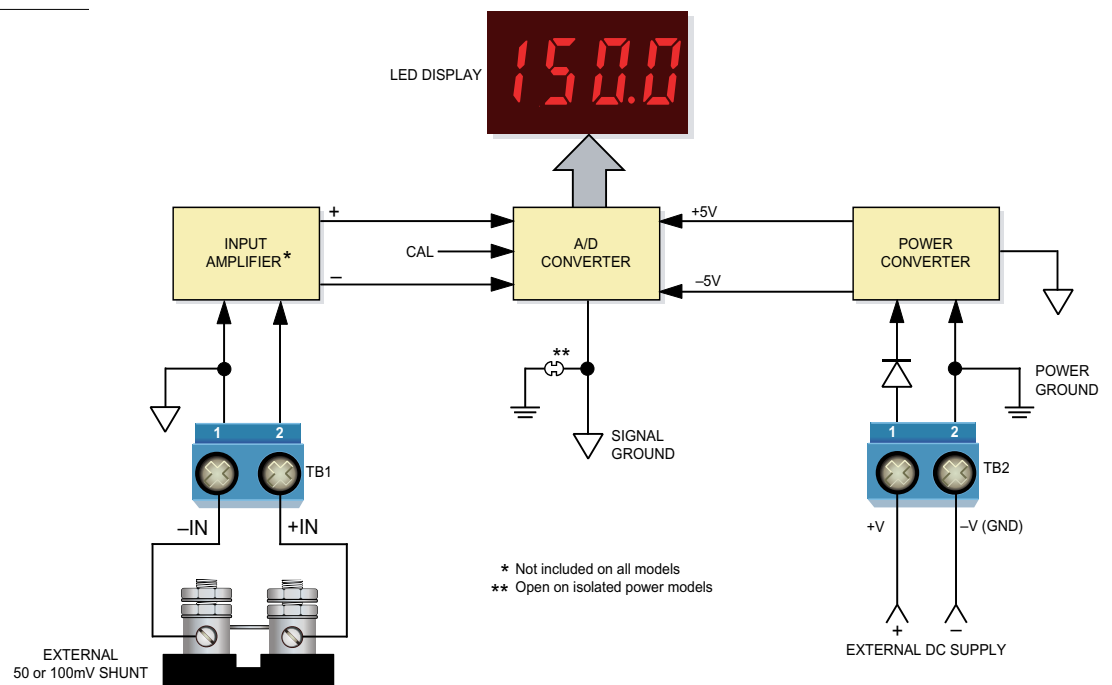 150.0
LED DISPLAY
+
+5V
INPUT
AMPLIFIER*
CAL
A/D
CONVERTER
POWER
CONVERTER
–
–5V
**
POWER
GROUND
1 2
SIGNAL
GROUND
1 2
TB1
TB2
–IN +IN
+V
–V (GND)
* Not included on all models
** Open on isolated power models
+ –
EXTERNAL DC SUPPLY
EXTERNAL
50 or 100mV SHUNT